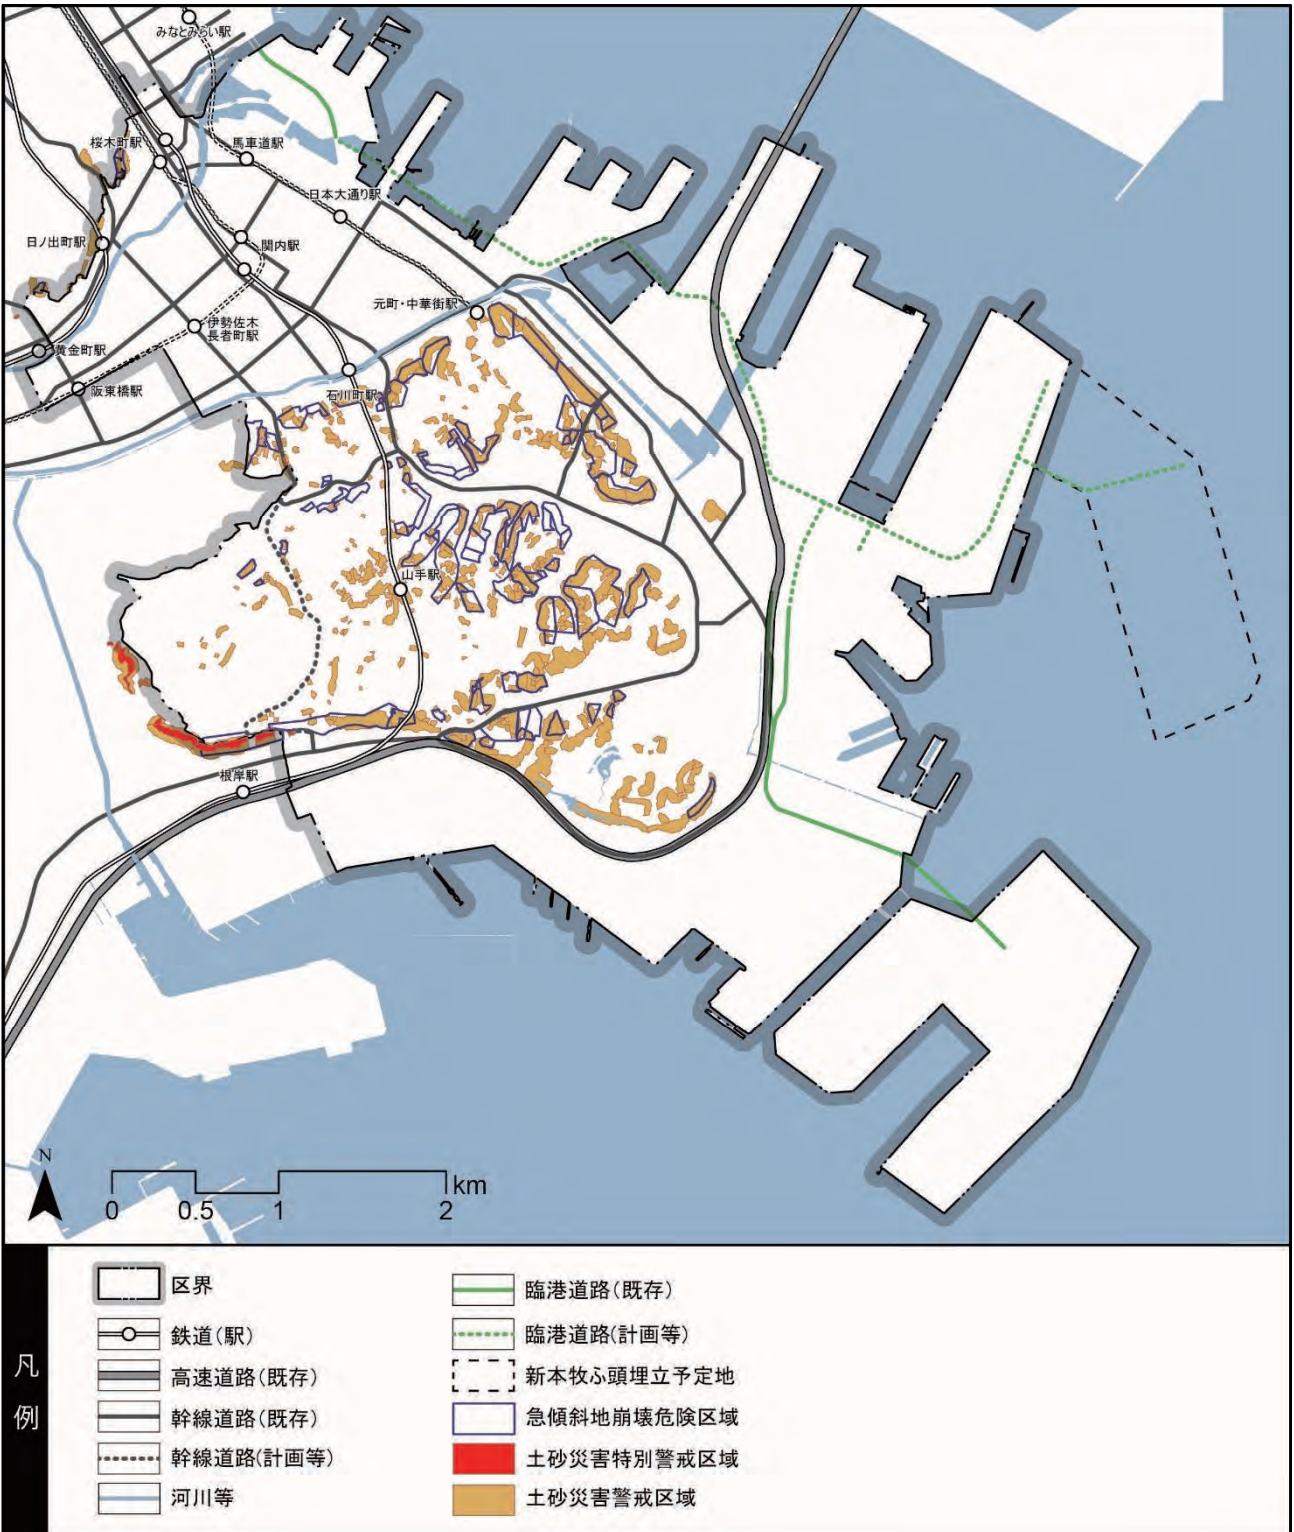 みなとみらい駅
桜木町駅
馬車道駅
日本大通り駅
日ノ出町駅
関内駅
元町・中華街駅
伊勢佐木
長者町駅
黄金町駅
阪東橋駅
石川町駅
山手駅
根岸駅
N
km
0 0.5 1 2
凡例
区界
鉄道(駅)
高速道路(既存)
幹線道路(既存)
幹線道路(計画等)
河川等
臨港道路(既存)
臨港道路(計画等)
新本牧ふ頭埋立予定地
急傾斜地崩壊危険区域
土砂災害特別警戒区域
土砂災害警戒区域